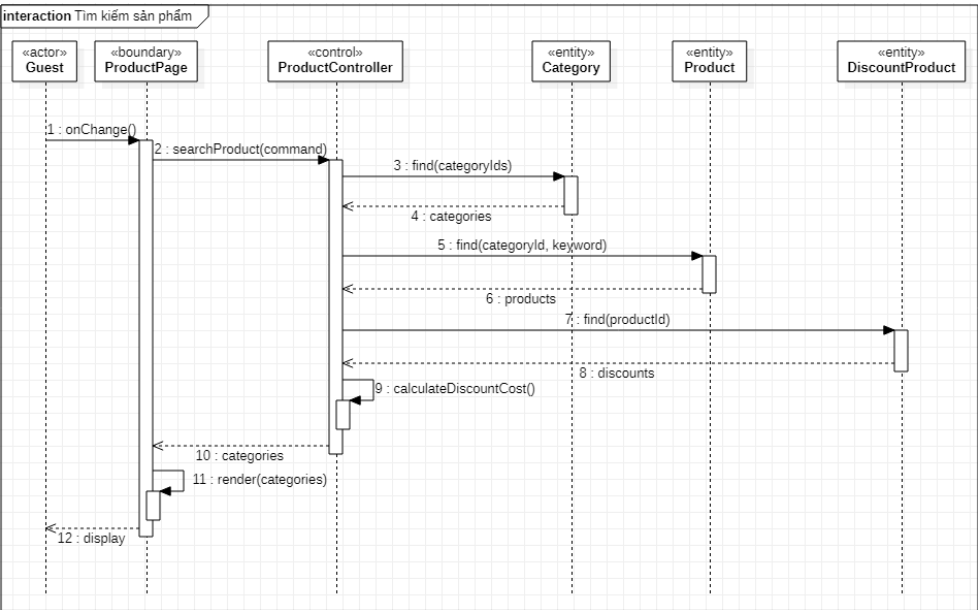 interaction Tìm kiếm sản phẩm
«actor»
Guest
«boundary»
ProductPage
«control»
ProductController
«entity»
Category
«entity»
Product
«entity»
DiscountProduct
1 : onChange()
2 : searchProduct(command)
3 : find(categoryIds)
4 : categories
5 : find(categoryId, keyword)
6 : products
7 : find(productId)
8 : discounts
9 : calculateDiscountCost()
10 : categories
11 : render(categories)
12 : display